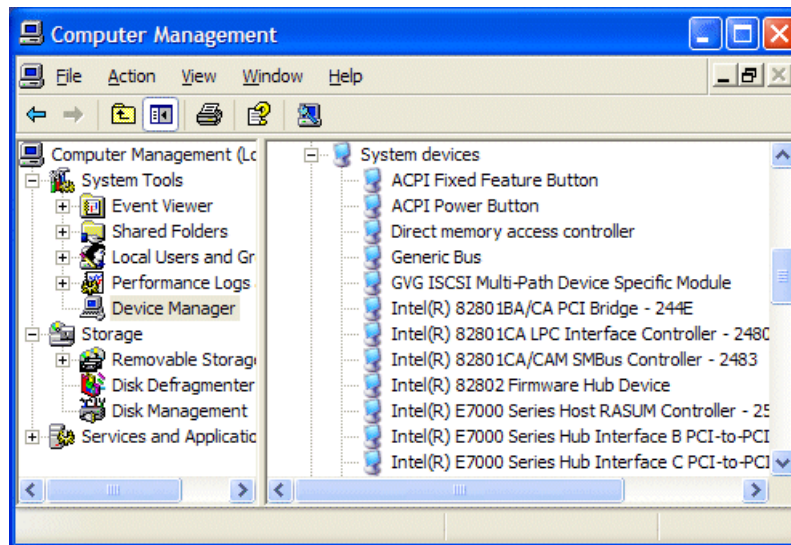 Computer Management
File Action View Window Help
Computer Management (Lc
System Tools
Event Viewer
Shared Folders
Local Users and Gr
Performance Logs
Device Manager
Storage
Removable Storag
Disk Defragmenter
Disk Management
Services and Applicatic
System devices
ACPI Fixed Feature Button
ACPI Power Button
Direct memory access controller
Generic Bus
GVG ISCSI Multi-Path Device Specific Module
Intel(R) 82801BA/CA PCI Bridge - 244E
Intel(R) 82801CA LPC Interface Controller - 2480
Intel(R) 82801CA/CAM SMBus Controller - 2483
Intel(R) 82802 Firmware Hub Device
Intel(R) E7000 Series Host RASUM Controller - 25
Intel(R) E7000 Series Hub Interface B PCI-to-PCI
Intel(R) E7000 Series Hub Interface C PCI-to-PCI